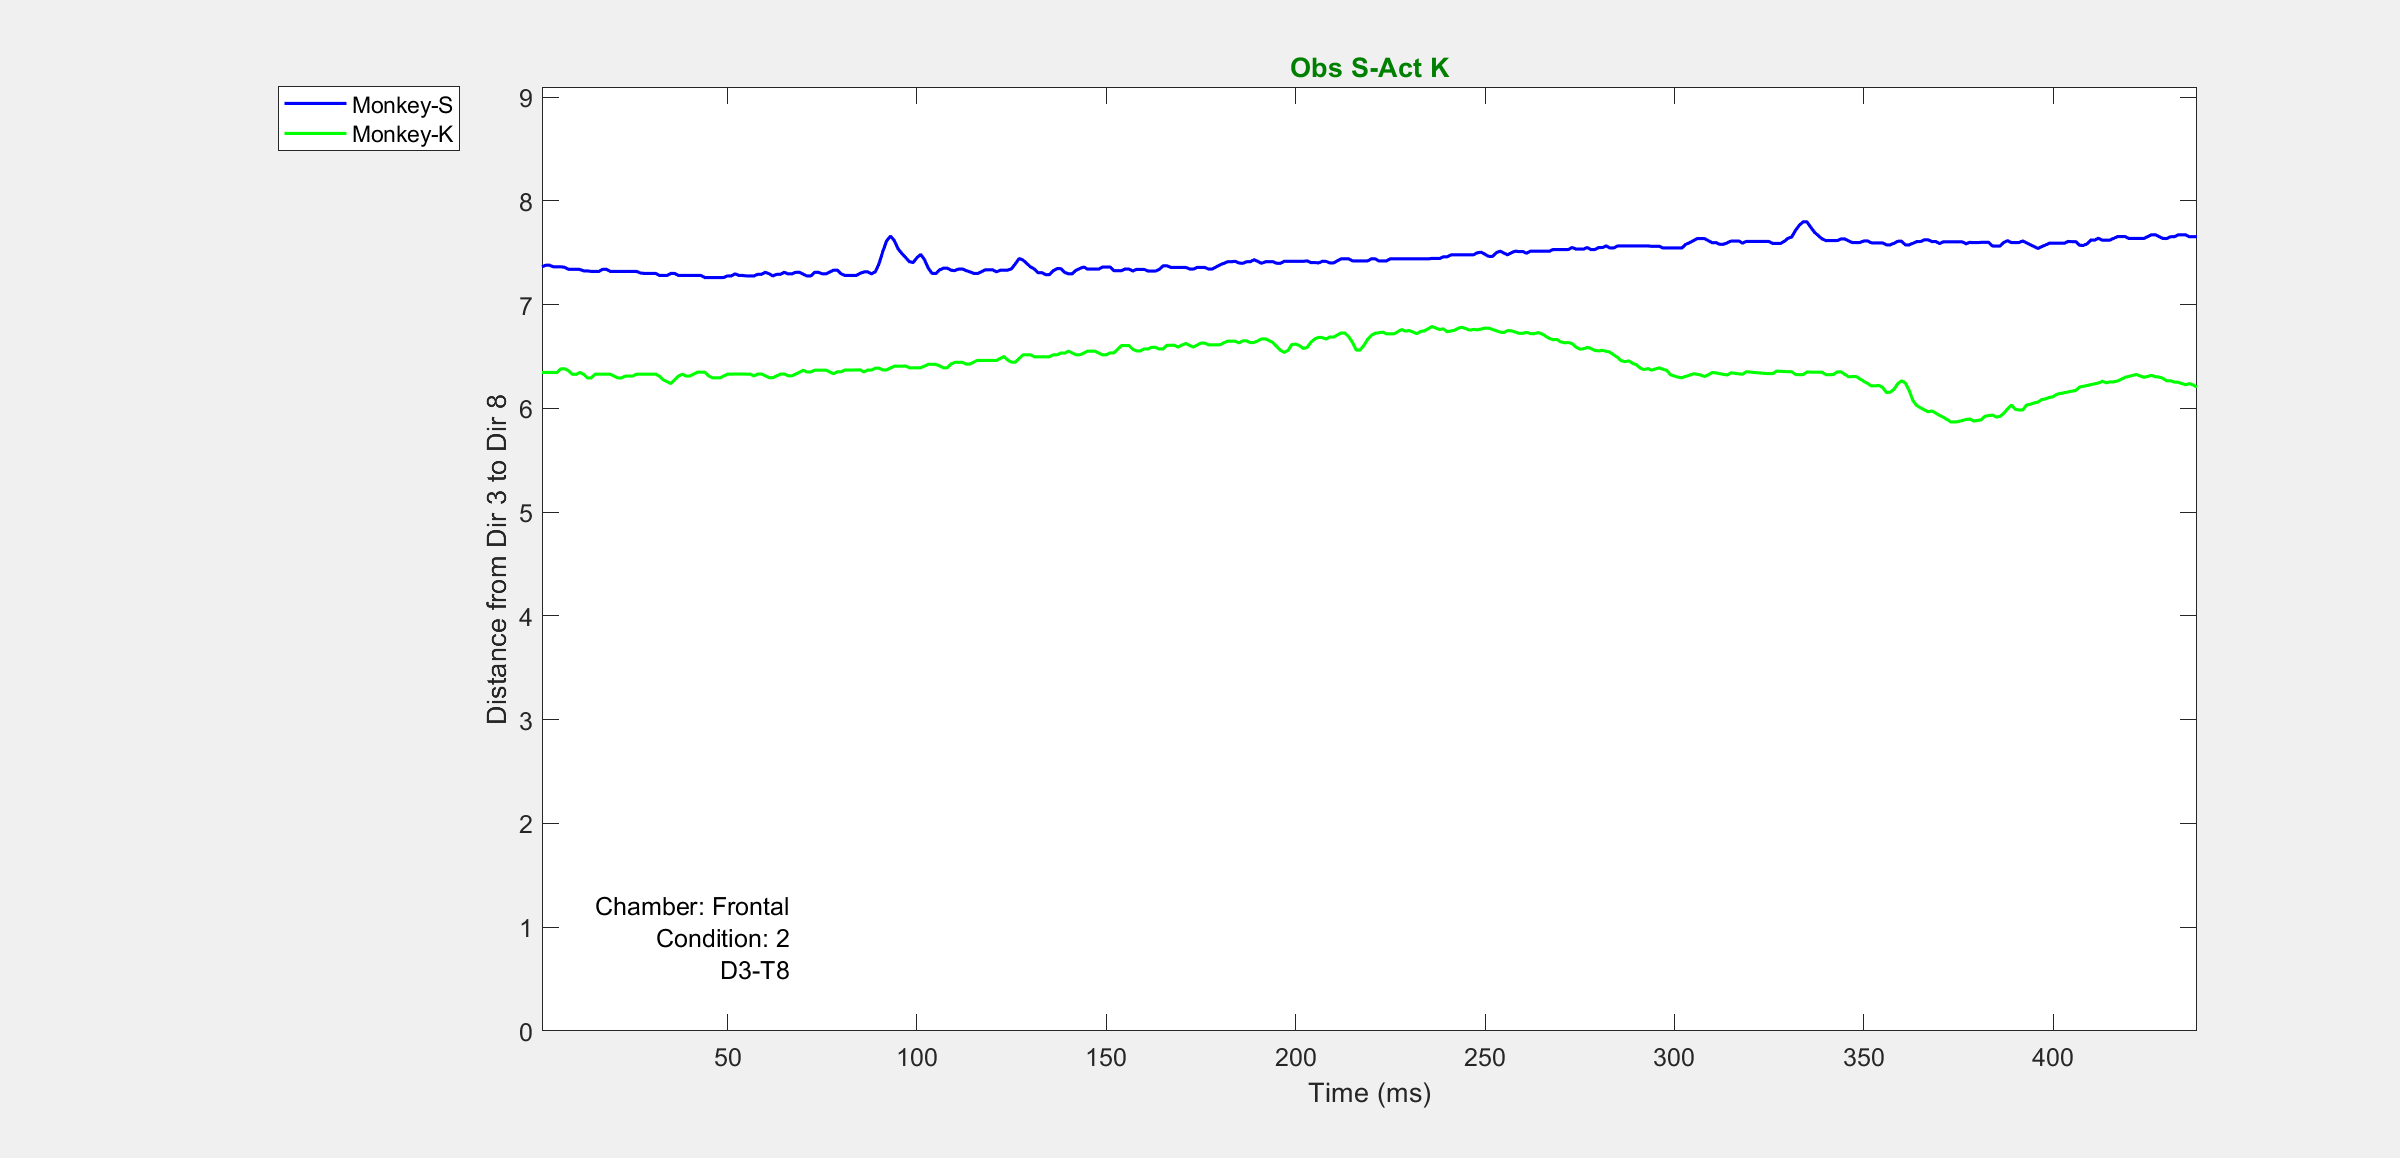 Obs S-Act K
Monkey-S
Monkey-K
Distance from Dir 3 to Dir 8
9
8
7
6
5
4
3
2
1
0
Chamber: Frontal
Condition: 2
D3-T8
50 100 150 200 250 300 350 400
Time (ms)